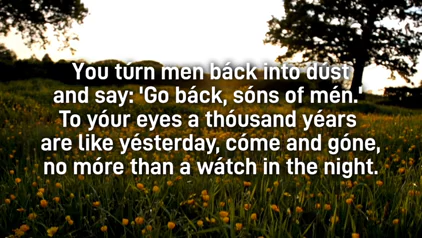 You túrn men báck into dúst
and say: 'Go báck, sóns of mén.'
To yóur eyes a thóusand yéars
are like yésterday, cóme and góne,
no móre than a wátch in the night.